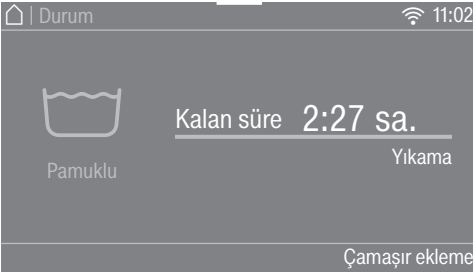 | Durum 11:02
Kalan süre 2:27 sa.
Yıkama
Pamuklu
Çamaşır ekleme